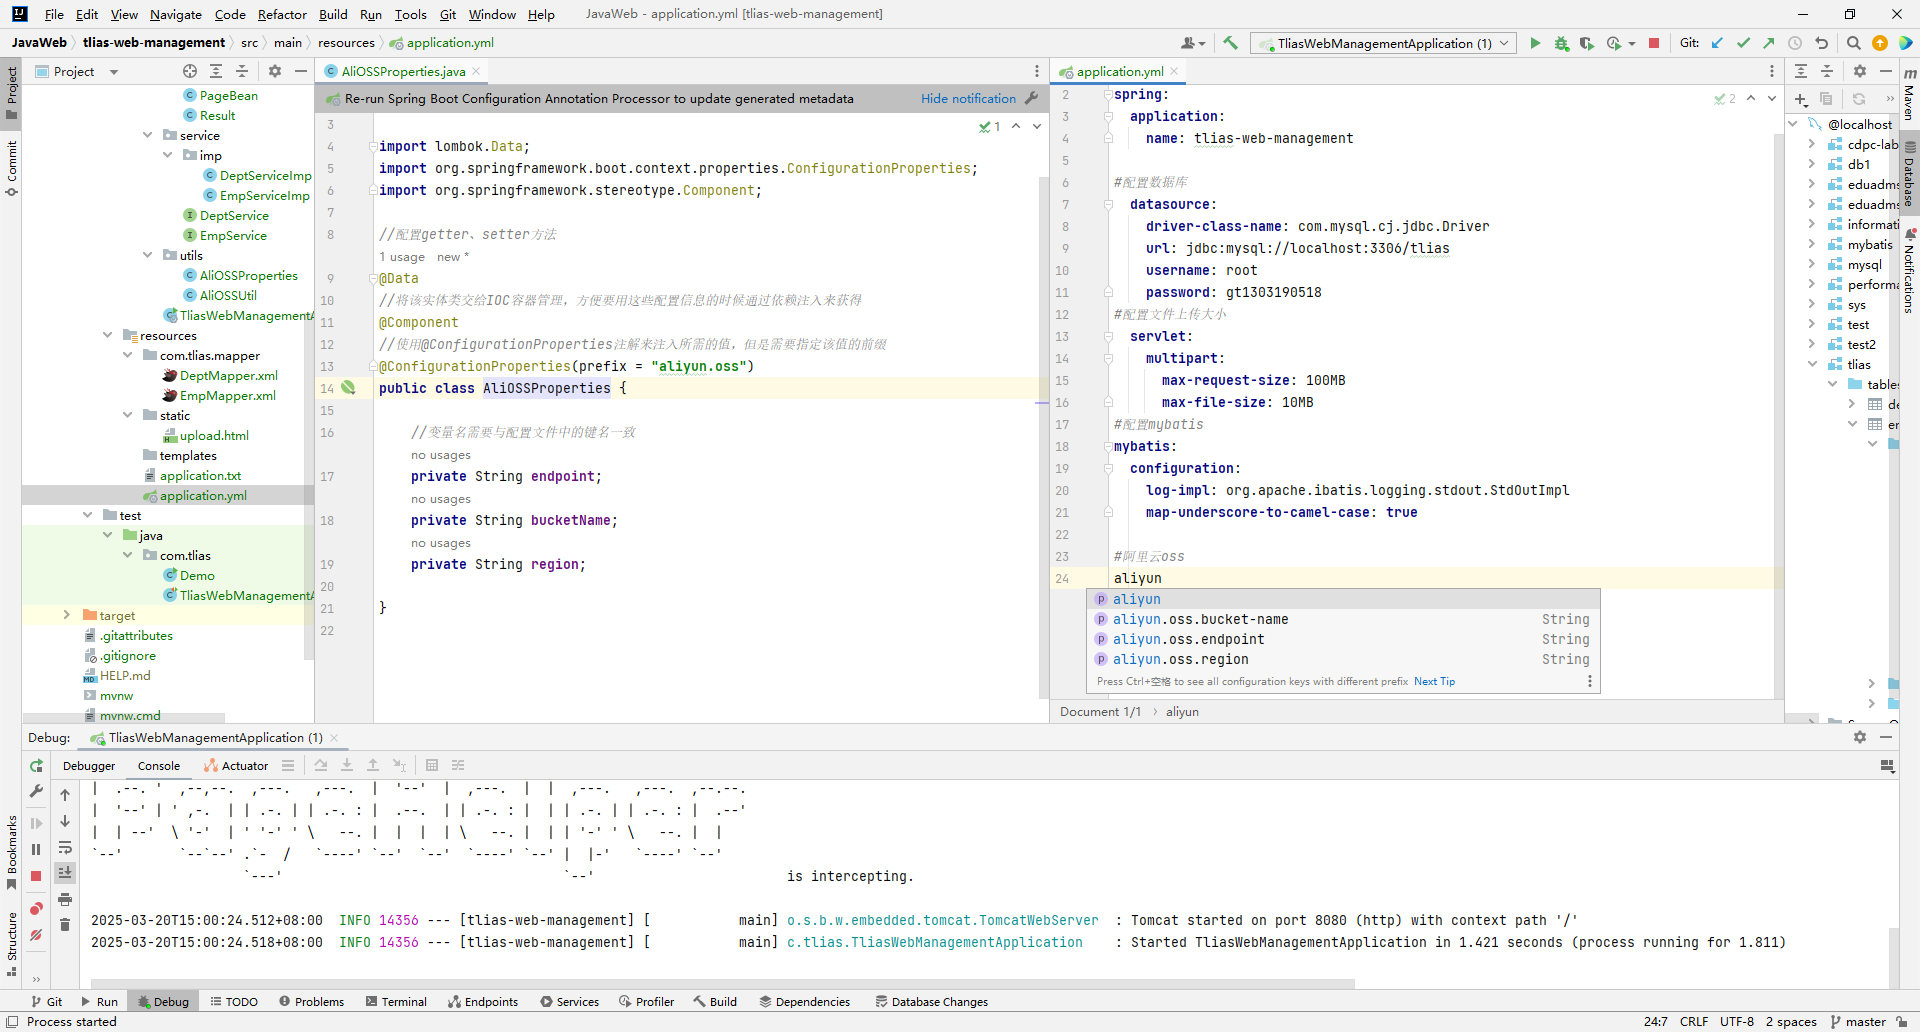 File Edit View Navigate Code Refactor Build Run Tools Git Window Help JavaWeb - application.yml [tlias-web-management]
JavaWeb tlias-web-management src main resources application.yml
TliasWebManagementApplication (1)
Git:
Project
PageBean
Result
service
imp
DeptServiceImp
EmpServiceImp
DeptService
EmpService
utils
AliOSSProperties
AliOSSUtil
TliasWebManagementA
resources
com.tlias.mapper
DeptMapper.xml
EmpMapper.xml
static
upload.html
templates
application.txt
application.yml
test
java
com.tlias
Demo
TliasWebManagementA
target
.gitattributes
.gitignore
HELP.md
mvnw
mvnw.cmd
Project
Commit
Bookmarks
Structure
AliOSSProperties.java
Re-run Spring Boot Configuration Annotation Processor to update generated metadata Hide notification
1
3
4 import lombok.Data;
5 import org.springframework.boot.context.properties.ConfigurationProperties;
6 import org.springframework.stereotype.Component;
7
8 //配置getter、setter方法
1 usage new *
9 @Data
10 //将该实体类交给IOC容器管理，方便要用这些配置信息的时候通过依赖注入来获得
11 @Component
12 //使用@ConfigurationProperties注解来注入所需的值，但是需要指定该值的前缀
13 @ConfigurationProperties(prefix = "aliyun.oss")
14 public class AliOSSProperties {
15
16 //变量名需要与配置文件中的键名一致
no usages
17 private String endpoint;
no usages
18 private String bucketName;
no usages
19 private String region;
20
21 }
22
application.yml
2
2 spring:
3 application:
4 name: tlias-web-management
5
6 #配置数据库
7 datasource:
8 driver-class-name: com.mysql.cj.jdbc.Driver
9 url: jdbc:mysql://localhost:3306/tlias
10 username: root
11 password: gt1303190518
12 #配置文件上传大小
13 servlet:
14 multipart:
15 max-request-size: 100MB
16 max-file-size: 10MB
17 #配置mybatis
18 mybatis:
19 configuration:
20 log-impl: org.apache.ibatis.logging.stdout.StdOutImpl
21 map-underscore-to-camel-case: true
22
23 #阿里云oss
24 aliyun
aliyun
aliyun.oss.bucket-name String
aliyun.oss.endpoint String
aliyun.oss.region String
Press Ctrl+空格 to see all configuration keys with different prefix Next Tip
Document 1/1 aliyun
@localhost
cdpc-lab
db1
eduadms
eduadms
informati
mybatis
mysql
performa
sys
test
test2
tlias
tables
de
en
Maven
Database
Notifications
Debug: TliasWebManagementApplication (1)
Debugger Console Actuator
is intercepting.
2025-03-20T15:00:24.512+08:00 INFO 14356 --- [tlias-web-management] [ main] o.s.b.w.embedded.tomcat.TomcatWebServer : Tomcat started on port 8080 (http) with context path '/'
2025-03-20T15:00:24.518+08:00 INFO 14356 --- [tlias-web-management] [ main] c.tlias.TliasWebManagementApplication : Started TliasWebManagementApplication in 1.421 seconds (process running for 1.811)
Git Run Debug TODO Problems Terminal Endpoints Services Profiler Build Dependencies Database Changes
Process started 24:7 CRLF UTF-8 2 spaces master